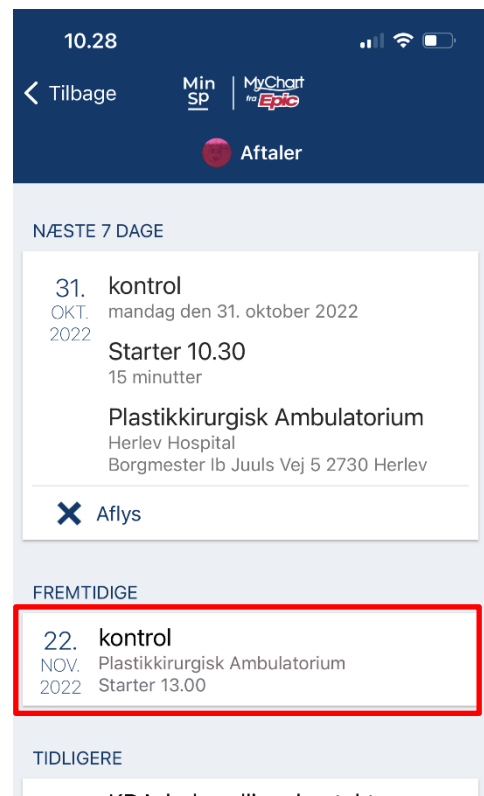 10.28
Tilbage
Min SP | MyChart fra Epic
Aftaler
NÆSTE 7 DAGE
31. OKT. 2022
kontrol
mandag den 31. oktober 2022
Starter 10.30
15 minutter
Plastikkirurgisk Ambulatorium
Herlev Hospital
Borgmester Ib Juuls Vej 5 2730 Herlev
Aflys
FREMTIDIGE
22. NOV. 2022
kontrol
Plastikkirurgisk Ambulatorium
Starter 13.00
TIDLIGERE